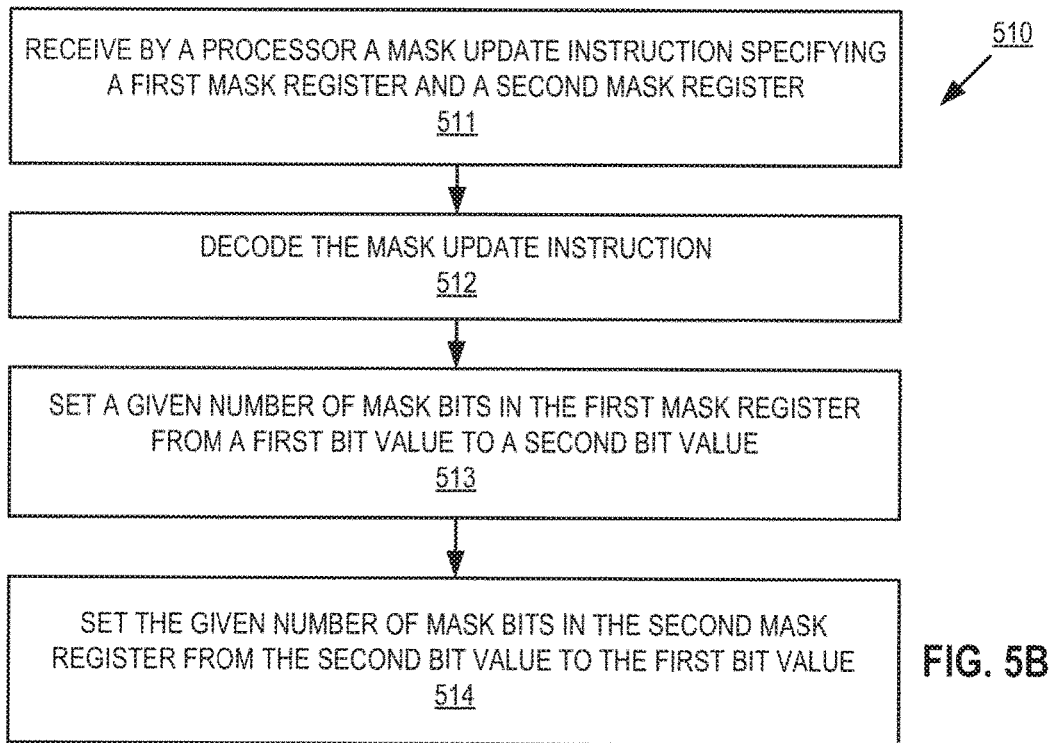 RECEIVE BY A PROCESSOR A MASK UPDATE INSTRUCTION SPECIFYING
A FIRST MASK REGISTER AND A SECOND MASK REGISTER
511
510
DECODE THE MASK UPDATE INSTRUCTION
512
SET A GIVEN NUMBER OF MASK BITS IN THE FIRST MASK REGISTER
FROM A FIRST BIT VALUE TO A SECOND BIT VALUE
513
SET THE GIVEN NUMBER OF MASK BITS IN THE SECOND MASK
REGISTER FROM THE SECOND BIT VALUE TO THE FIRST BIT VALUE
514
FIG. 5B